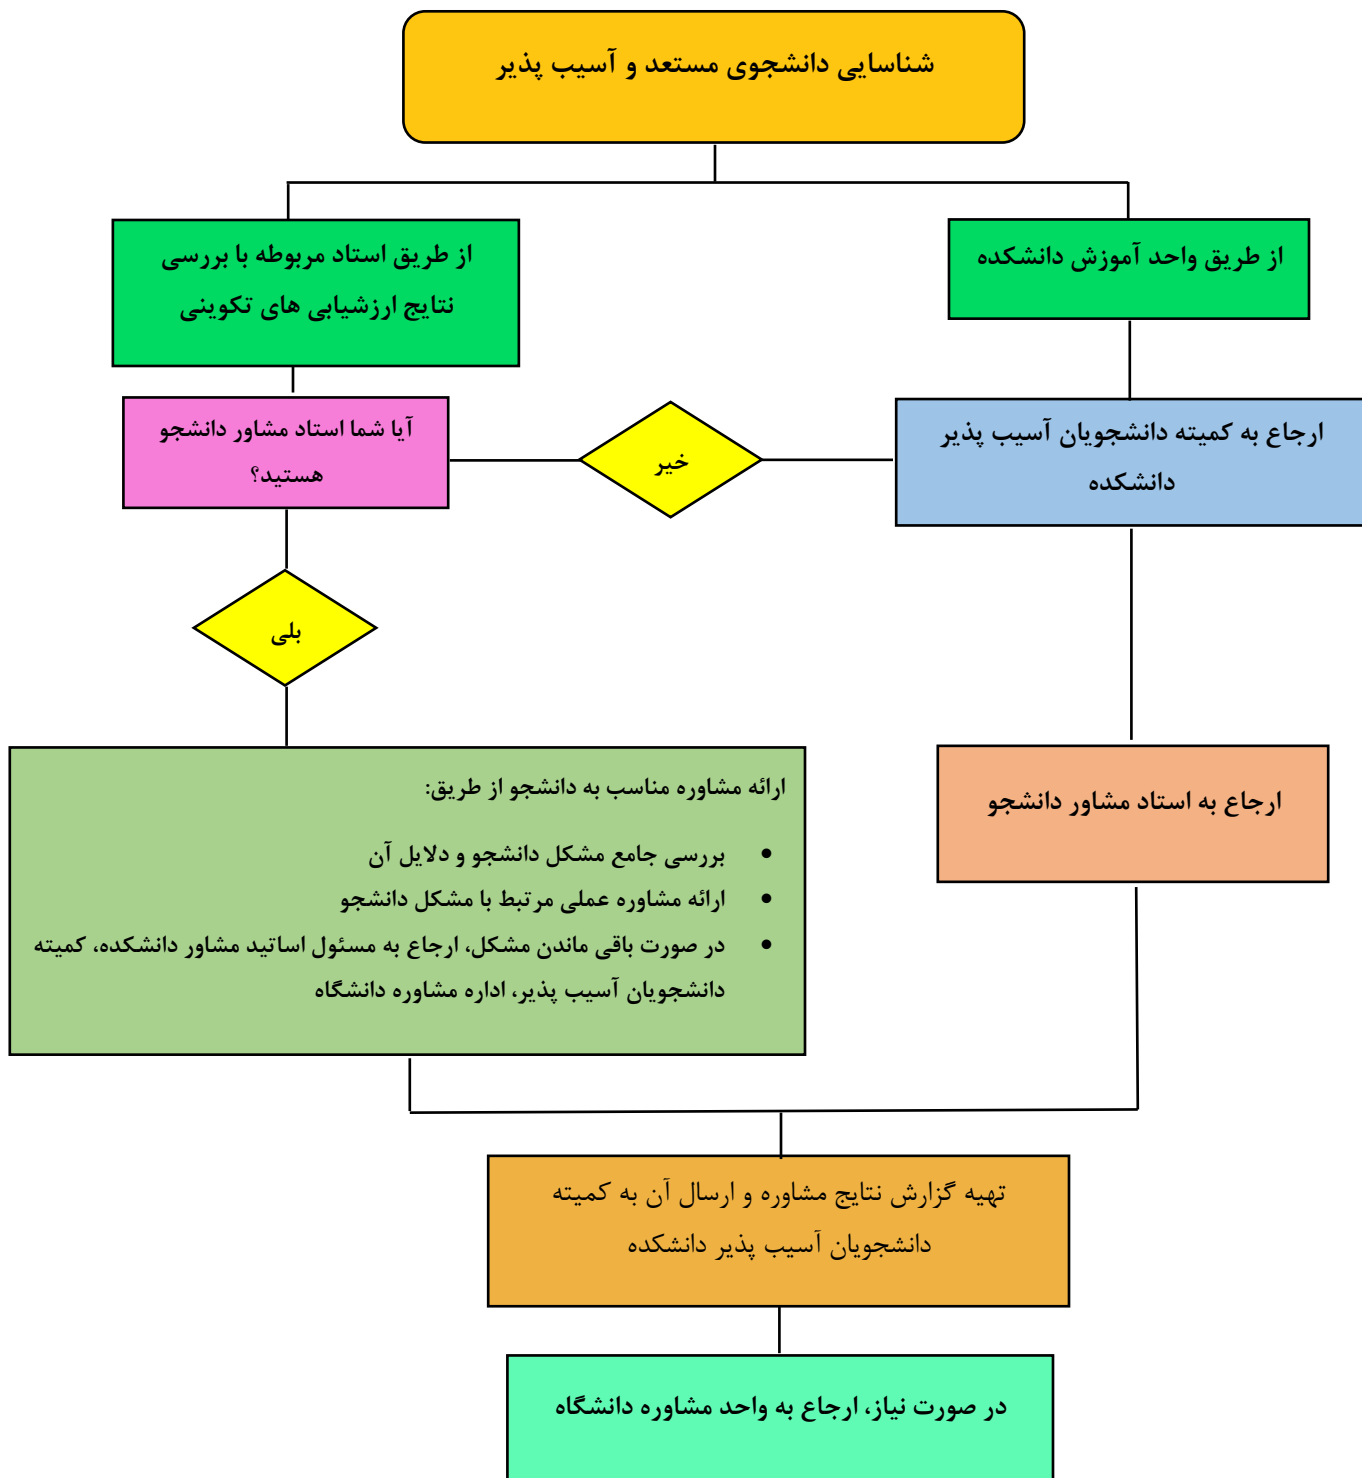 شناسایی دانشجوی مستعد و آسیب پذیر
از طریق واحد آموزش دانشکده
از طریق استاد مربوطه با بررسی
نتایج ارزشیابی های تکوینی
ارجاع به کمیته دانشجویان آسیب پذیر
دانشکده
خیر
آیا شما استاد مشاور دانشجو
هستید؟
بلی
ارجاع به استاد مشاور دانشجو
ارائه مشاوره مناسب به دانشجو از طریق:
• بررسی جامع مشکل دانشجو و دلایل آن
• ارائه مشاوره عملی مرتبط با مشکل دانشجو
• در صورت باقی ماندن مشکل، ارجاع به مسئول اساتید مشاور دانشکده، کمیته
دانشجویان آسیب پذیر، اداره مشاوره دانشگاه
تهیه گزارش نتایج مشاوره و ارسال آن به کمیته
دانشجویان آسیب پذیر دانشکده
در صورت نیاز، ارجاع به واحد مشاوره دانشگاه